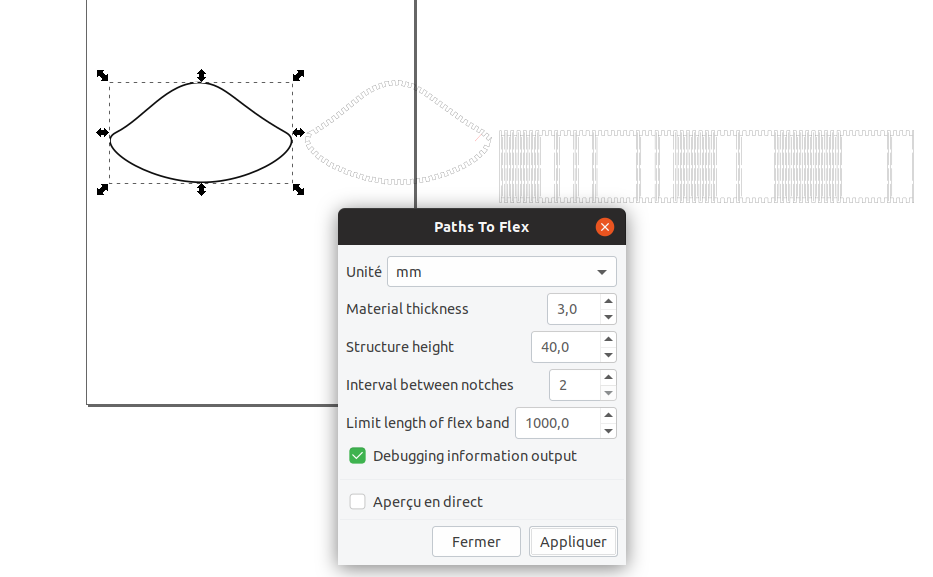 Paths To Flex
Unité mm
Material thickness 3,0
Structure height 40,0
Interval between notches 2
Limit length of flex band 1000,0
Debugging information output
Aperçu en direct
Fermer Appliquer